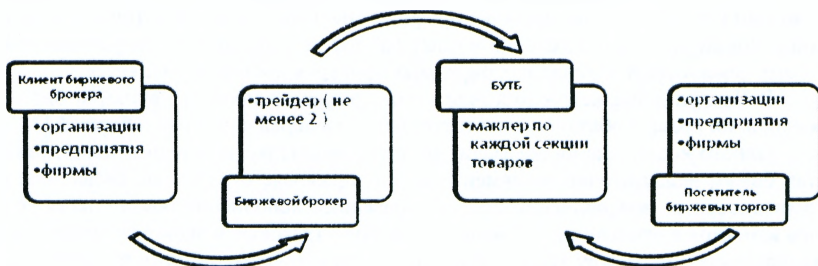 Клиент биржевого
брокера
•организации
•предприятия
•фирмы
•трейдер ( не
менее 2 )
Биржевой брокер
БУТБ
•маклер по
каждой секции
товаров
•организации
•предприятия
•фирмы
Посетитель
биржевых торгов